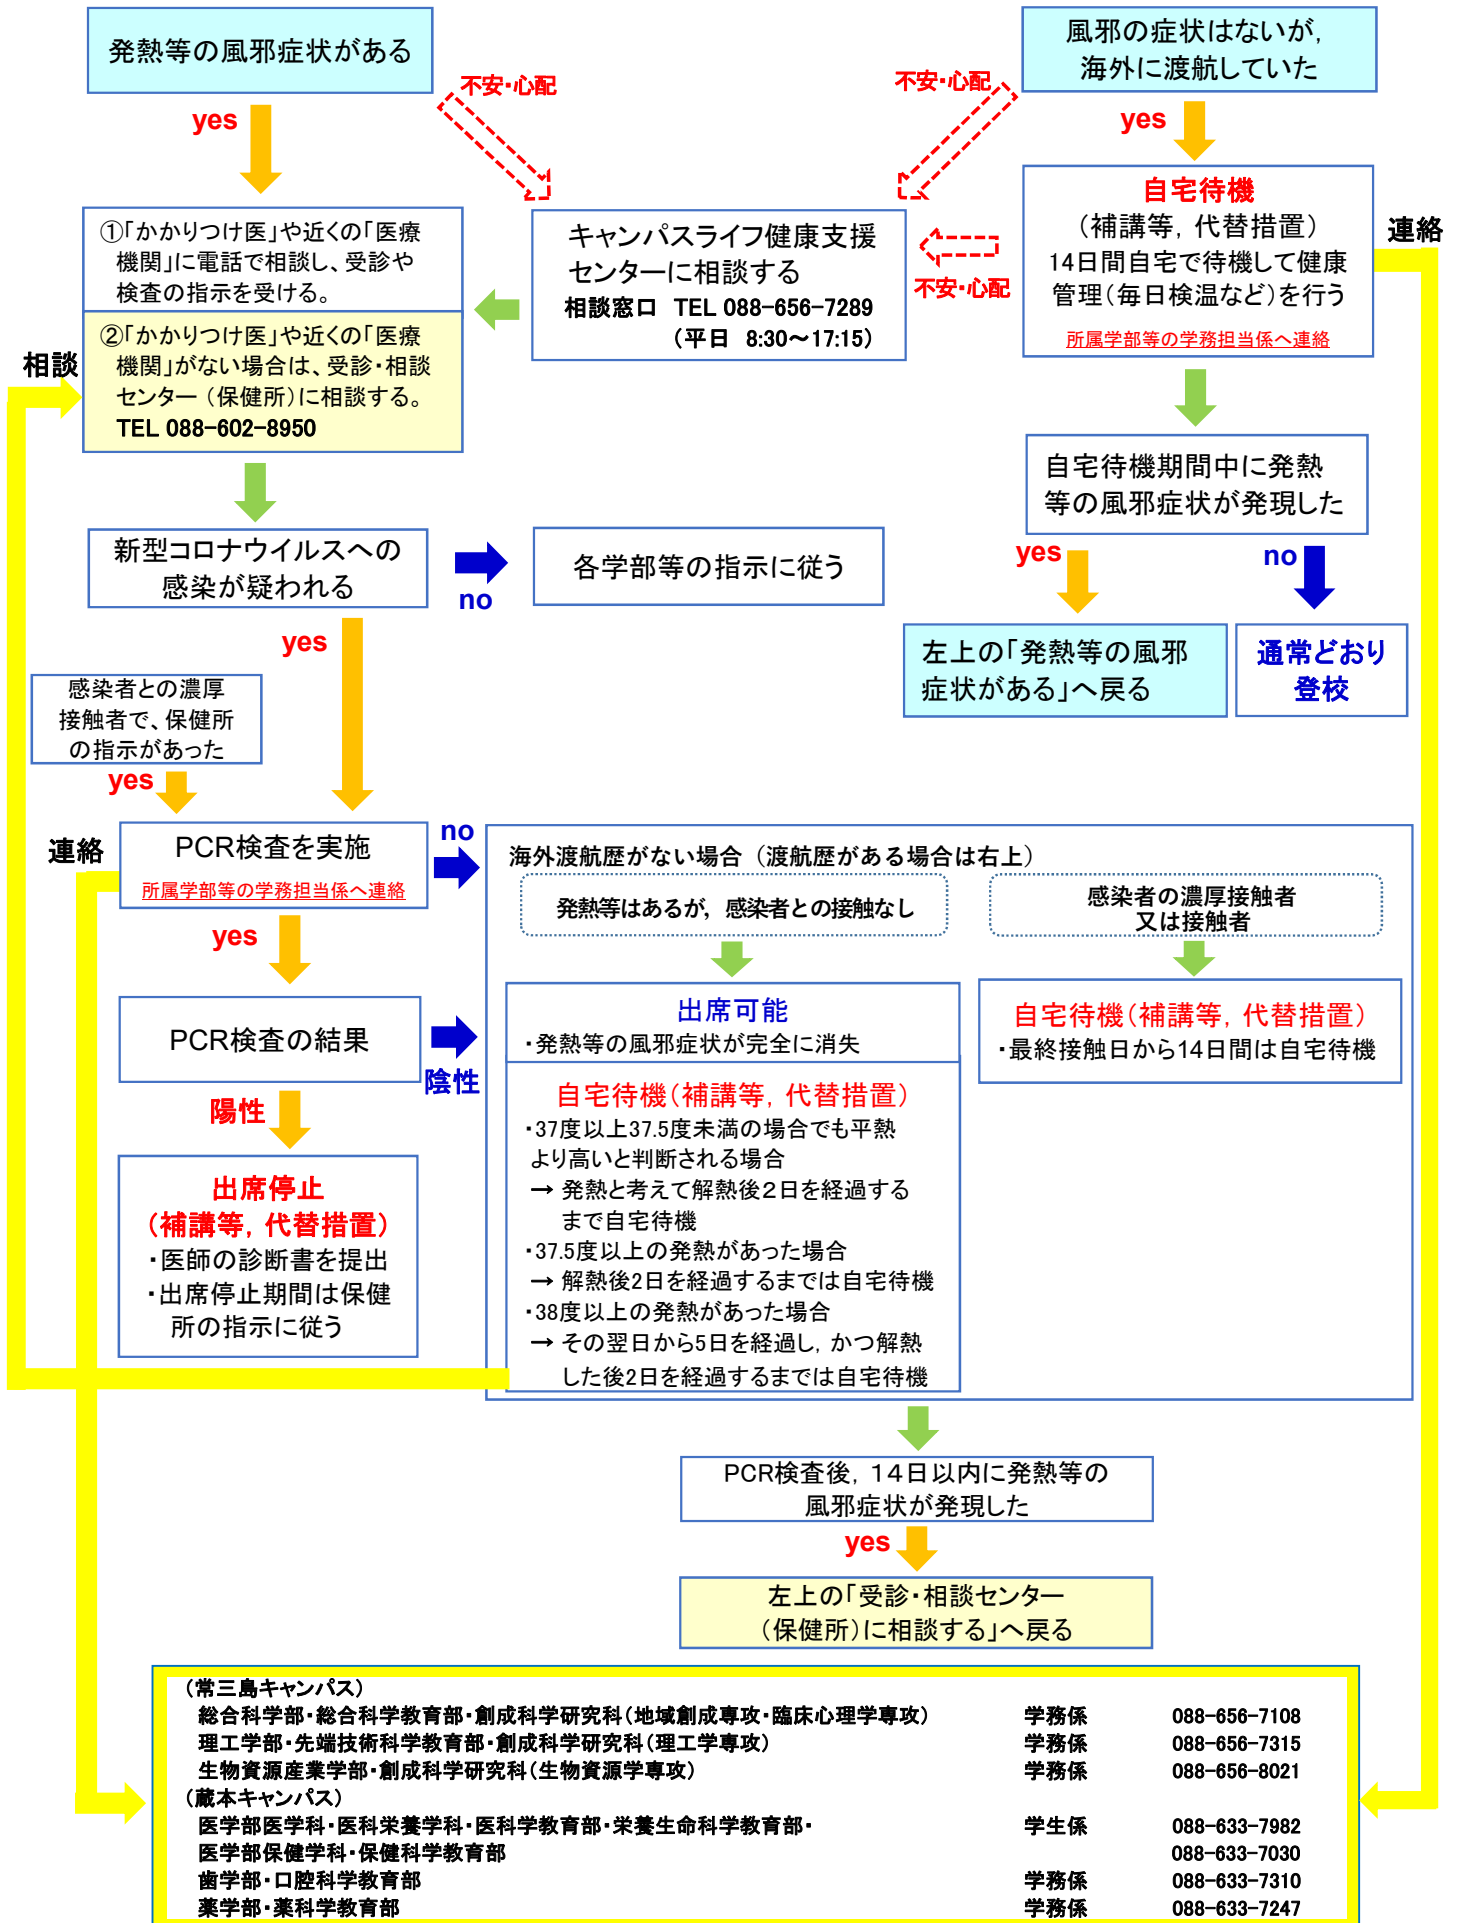 発熱等の風邪症状がある
風邪の症状はないが，
海外に渡航していた
不安・心配
不安・心配
yes
yes
①「かかりつけ医」や近くの「医療
機関」に電話で相談し、受診や
検査の指示を受ける。
②「かかりつけ医」や近くの「医療
機関」がない場合は、受診・相談
センター（保健所）に相談する。
TEL 088-602-8950
相談
キャンパスライフ健康支援
センターに相談する
相談窓口 TEL 088-656-7289
（平日 8:30～17:15）
不安・心配
自宅待機
（補講等，代替措置）
14日間自宅で待機して健康
管理（毎日検温など）を行う
所属学部等の学務担当係へ連絡
連絡
自宅待機期間中に発熱
等の風邪症状が発現した
yes
no
左上の「発熱等の風邪
症状がある」へ戻る
通常どおり
登校
新型コロナウイルスへの
感染が疑われる
no
各学部等の指示に従う
yes
感染者との濃厚
接触者で、保健所
の指示があった
yes
連絡
PCR検査を実施
所属学部等の学務担当係へ連絡
no
yes
PCR検査の結果
陰性
陽性
出席停止
（補講等，代替措置）
・医師の診断書を提出
・出席停止期間は保健
所の指示に従う
海外渡航歴がない場合（渡航歴がある場合は右上）
発熱等はあるが，感染者との接触なし
感染者の濃厚接触者
又は接触者
出席可能
・発熱等の風邪症状が完全に消失
自宅待機（補講等，代替措置）
・37度以上37.5度未満の場合でも平熱
より高いと判断される場合
→ 発熱と考えて解熱後２日を経過する
まで自宅待機
・37.5度以上の発熱があった場合
→ 解熱後2日を経過するまでは自宅待機
・38度以上の発熱があった場合
→ その翌日から5日を経過し，かつ解熱
した後2日を経過するまでは自宅待機
自宅待機（補講等，代替措置）
・最終接触日から14日間は自宅待機
PCR検査後，１４日以内に発熱等の
風邪症状が発現した
yes
左上の「受診・相談センター
（保健所）に相談する」へ戻る
（常三島キャンパス）
総合科学部・総合科学教育部・創成科学研究科（地域創成専攻・臨床心理学専攻） 学務係 088-656-7108
理工学部・先端技術科学教育部・創成科学研究科（理工学専攻） 学務係 088-656-7315
生物資源産業学部・創成科学研究科（生物資源学専攻） 学務係 088-656-8021
（蔵本キャンパス）
医学部医学科・医科栄養学科・医科学教育部・栄養生命科学教育部・ 学生係 088-633-7982
医学部保健学科・保健科学教育部 088-633-7030
歯学部・口腔科学教育部 学務係 088-633-7310
薬学部・薬科学教育部 学務係 088-633-7247